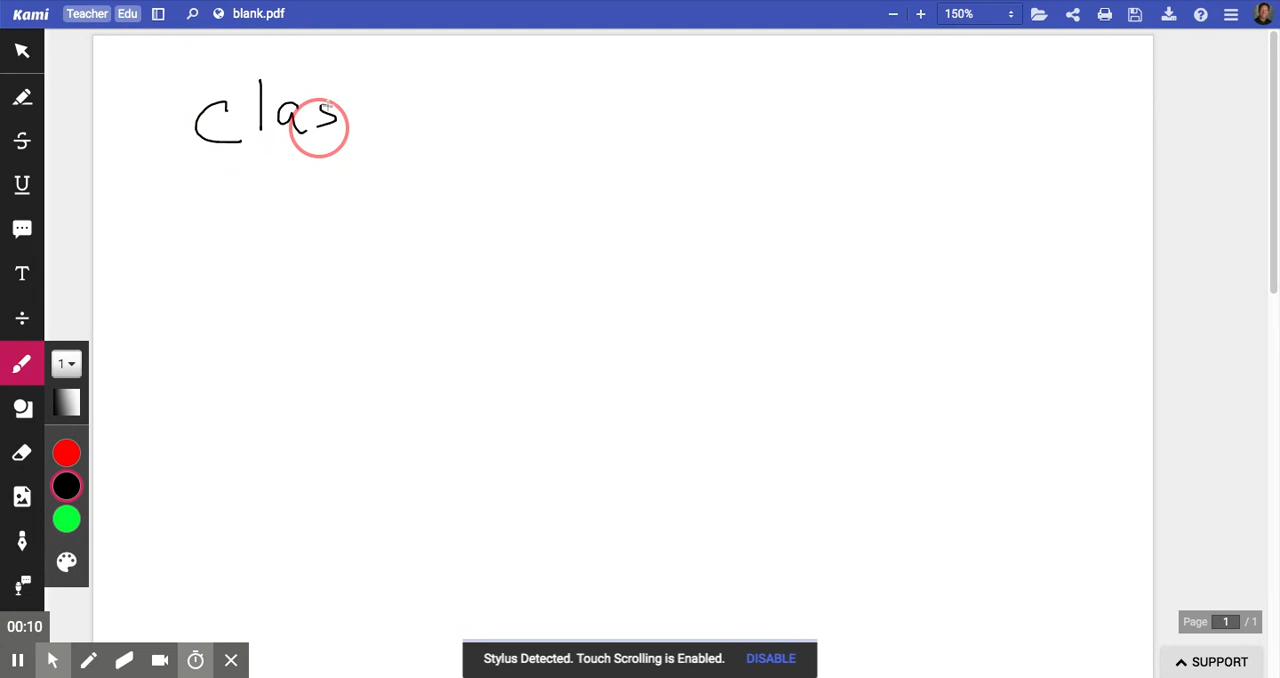 Kami Teacher Edu blank.pdf 150%
Clas
T
1
00:10
Stylus Detected. Touch Scrolling is Enabled. DISABLE
Page 1 / 1
SUPPORT